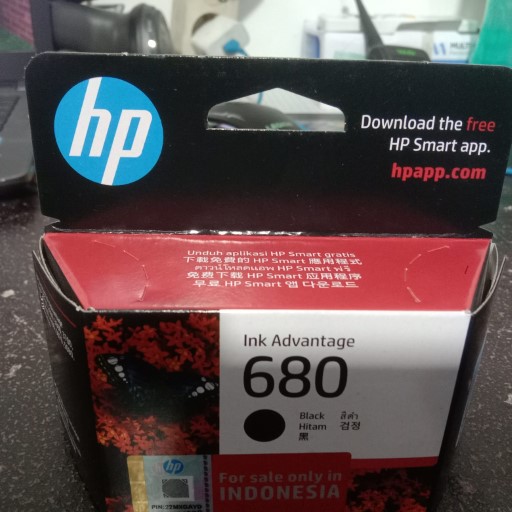 hp
Download the free
HP Smart app.
hpapp.com
Unduh aplikasi HP Smart gratis
下載免費的 HP Smart 應用程式
ดาวน์โหลดแอพ HP Smart ฟรี
免费下载 HP Smart 应用程序
무료 HP Smart 앱 다운로드
Ink Advantage
680
Black สีดำ
Hitam 검정
黑
hp
For sale only in
INDONESIA